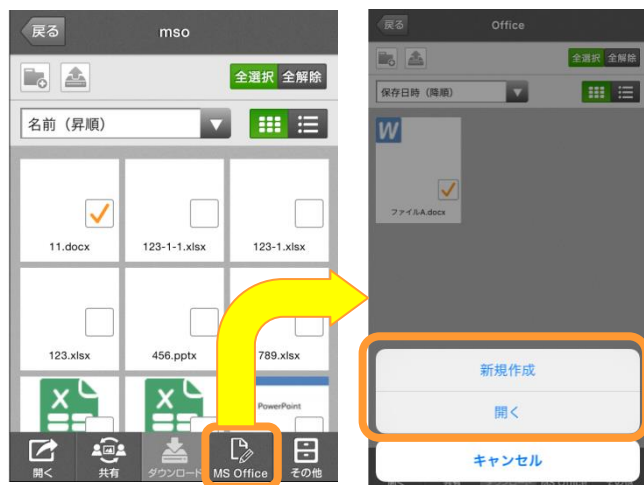 戻る
mso
全選択 全解除
名前（昇順）
11.docx
123-1-1.xlsx
123-1.xlsx
123.xlsx
456.pptx
789.xlsx
X
X
PowerPoint
開く
共有
ダウンロード
MS Office
その他
戻る
Office
全選択 全解除
保存日時（降順）
W
ファイルA.docx
新規作成
開く
キャンセル